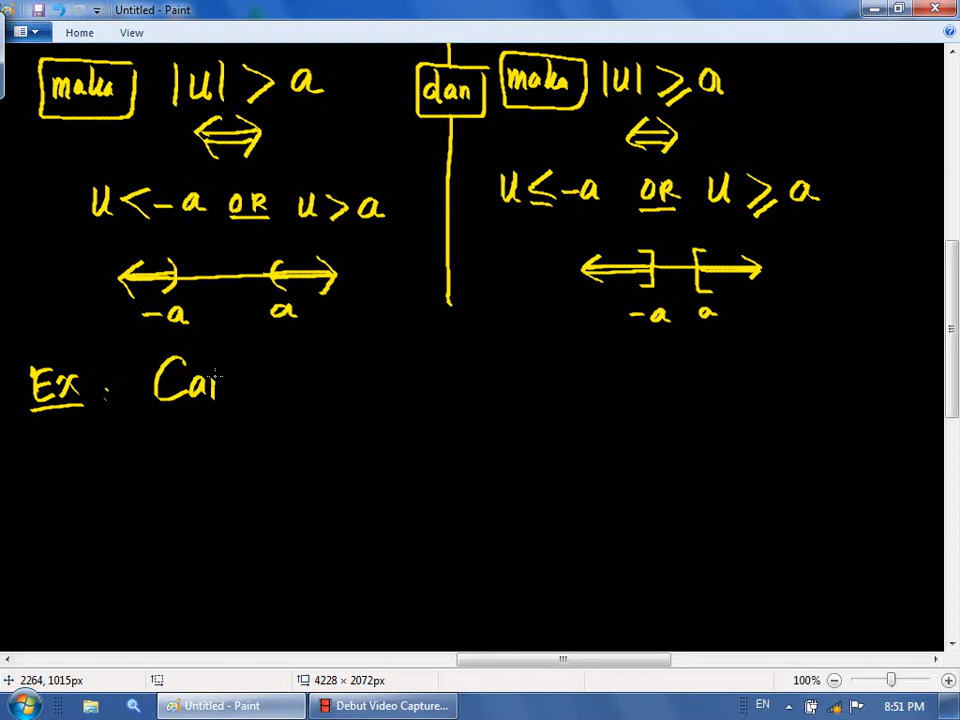 Untitled - Paint
Home View
maka |u| > a dan maka |u| ≥ a
⟺ ⟺
u < -a OR u > a u ≤ -a OR u ≥ a
-a a -a a
Ex : Cai
2264, 1015px 4228 × 2072px 100%
Untitled - Paint Debut Video Capture... EN 8:51 PM